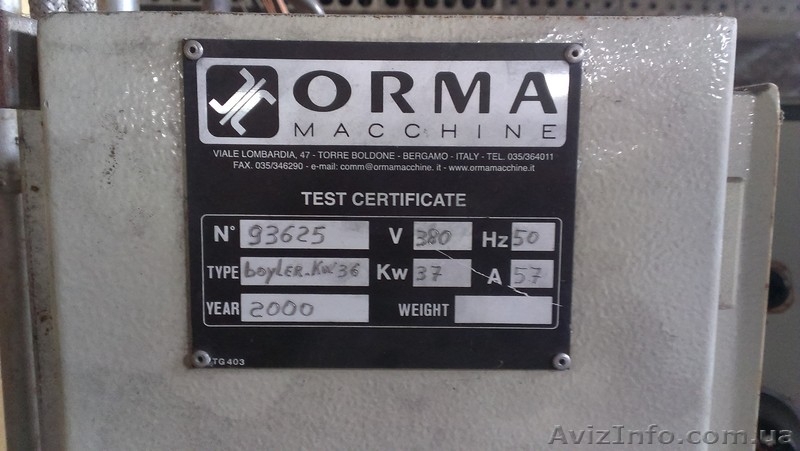 ORMA
MACCHINE
VIALE LOMBARDIA, 47 - TORRE BOLDONE - BERGAMO - ITALY - TEL. 035/364011
FAX. 035/346290 - e-mail: comm@ormamacchine.it - www.ormamacchine.it
TEST CERTIFICATE
N° 93625 V 380 Hz 50
TYPE boyler-Kw 36 Kw 37 A 57
YEAR 2000 WEIGHT
TG 403
AvizInfo.com.ua